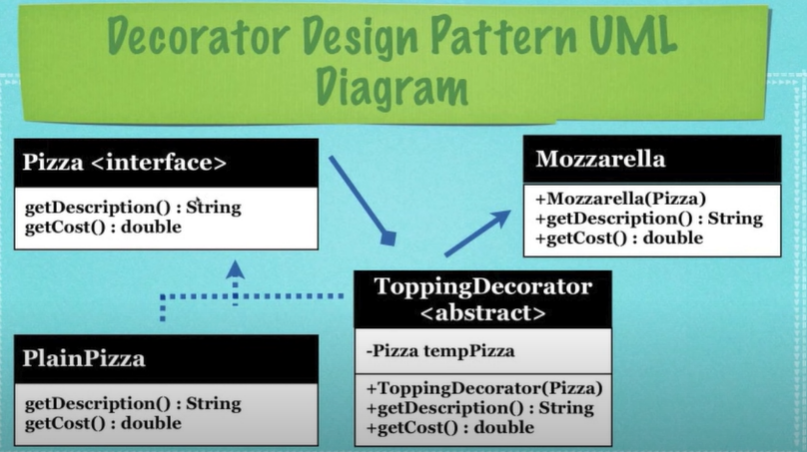 Decorator Design Pattern UML
Diagram
Pizza <interface>
getDescription() : String
getCost() : double
Mozzarella
+Mozzarella(Pizza)
+getDescription() : String
+getCost() : double
ToppingDecorator
<abstract>
-Pizza tempPizza
+ToppingDecorator(Pizza)
+getDescription() : String
+getCost() : double
PlainPizza
getDescription() : String
getCost() : double